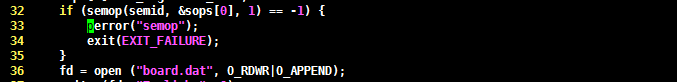 32     if (semop(semid, &sops[0], 1) == -1) {
33         perror("semop");
34         exit(EXIT_FAILURE);
35     }
36     fd = open ("board.dat", O_RDWR|O_APPEND);